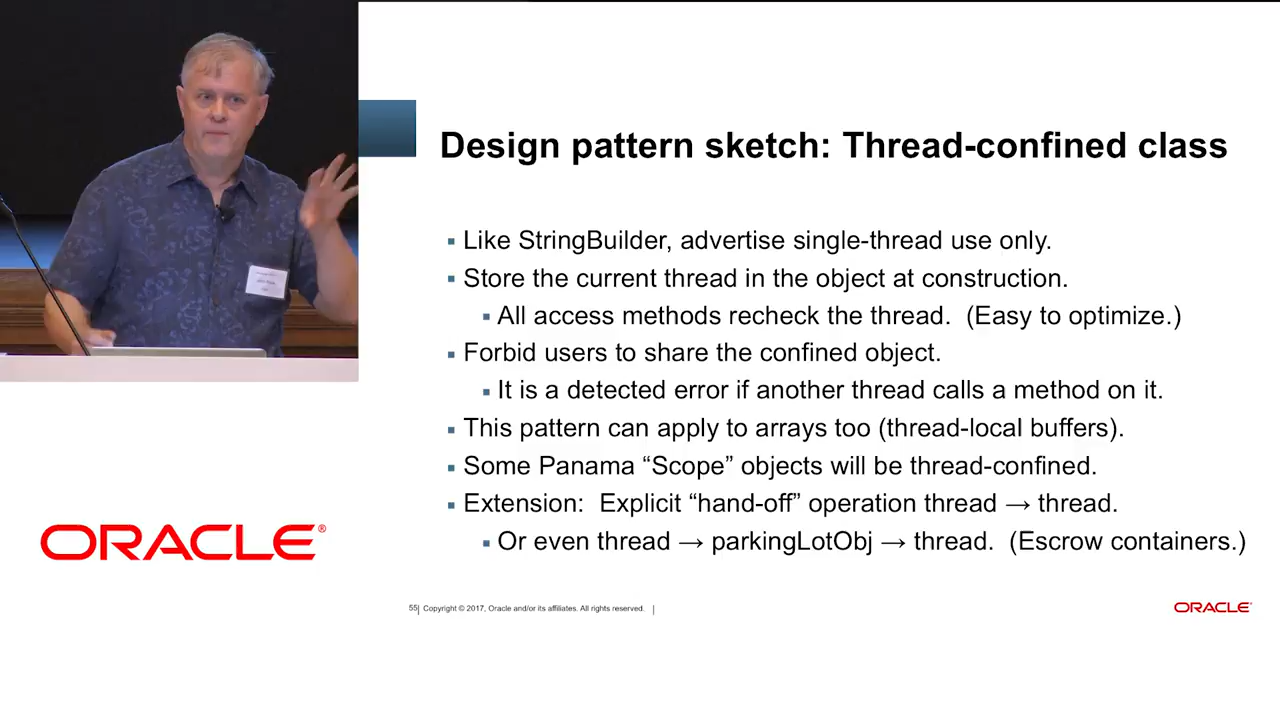 Design pattern sketch: Thread-confined class
Like StringBuilder, advertise single-thread use only.
Store the current thread in the object at construction.
All access methods recheck the thread.  (Easy to optimize.)
Forbid users to share the confined object.
It is a detected error if another thread calls a method on it.
This pattern can apply to arrays too (thread-local buffers).
Some Panama “Scope” objects will be thread-confined.
Extension:  Explicit “hand-off” operation thread → thread.
Or even thread → parkingLotObj → thread.  (Escrow containers.)
ORACLE®
55| Copyright © 2017, Oracle and/or its affiliates. All rights reserved. |
ORACLE®